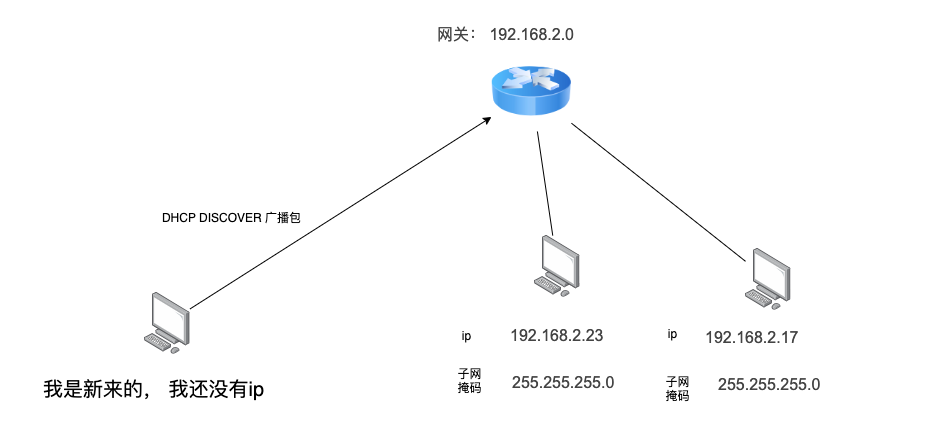 网关： 192.168.2.0
DHCP DISCOVER 广播包
ip 192.168.2.23
子网
掩码 255.255.255.0
ip 192.168.2.17
子网
掩码 255.255.255.0
我是新来的， 我还没有ip